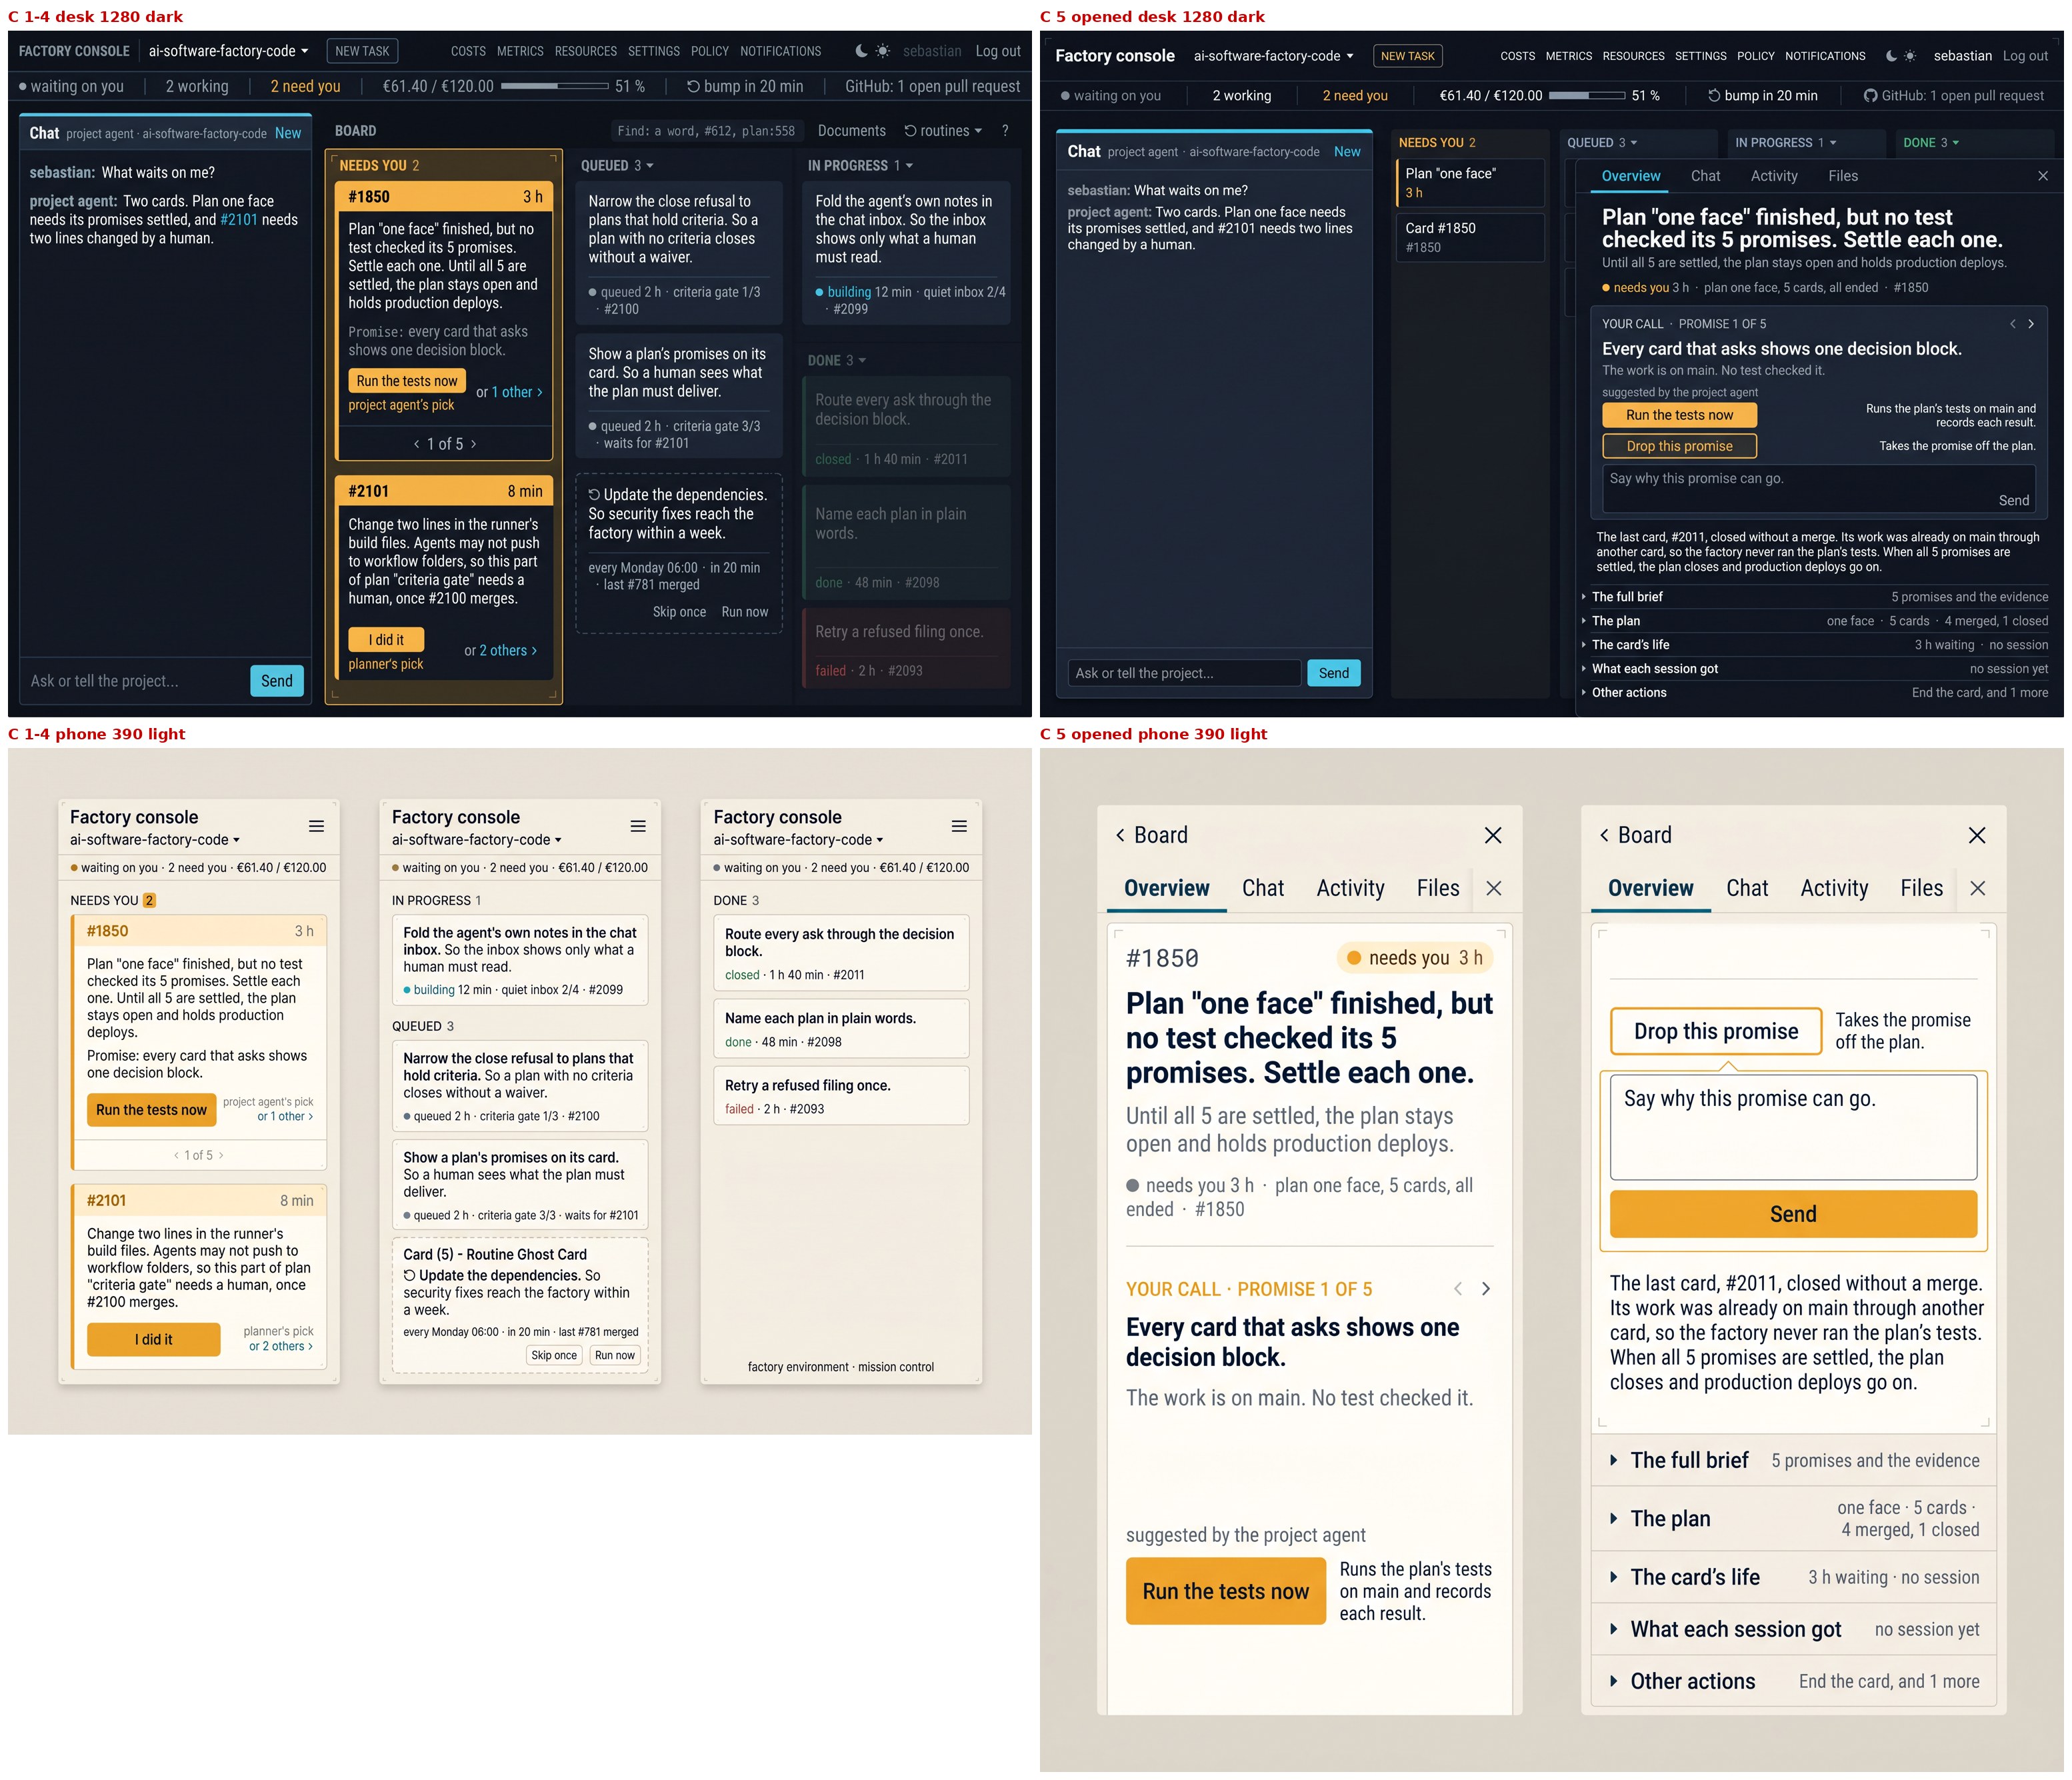 C 1-4 desk 1280 dark
FACTORY CONSOLE
ai-software-factory-code
NEW TASK
COSTS METRICS RESOURCES SETTINGS POLICY NOTIFICATIONS
sebastian Log out
waiting on you
2 working
2 need you
€61.40 / €120.00
51 %
bump in 20 min
GitHub: 1 open pull request
Chat project agent · ai-software-factory-code New
sebastian: What waits on me?
project agent: Two cards. Plan one face
needs its promises settled, and #2101 needs
two lines changed by a human.
Ask or tell the project...
Send
BOARD
Find: a word, #612, plan:558
Documents
routines
?
NEEDS YOU 2
#1850 3 h
Plan "one face" finished, but no
test checked its 5 promises.
Settle each one. Until all 5 are
settled, the plan stays open and
holds production deploys.
Promise: every card that asks
shows one decision block.
Run the tests now
or 1 other ›
project agent's pick
‹ 1 of 5 ›
#2101 8 min
Change two lines in the runner's
build files. Agents may not push
to workflow folders, so this part
of plan "criteria gate" needs a
human, once #2100 merges.
I did it
or 2 others ›
planner's pick
QUEUED 3
Narrow the close refusal to
plans that hold criteria. So a
plan with no criteria closes
without a waiver.
queued 2 h · criteria gate 1/3
· #2100
Show a plan's promises on its
card. So a human sees what
the plan must deliver.
queued 2 h · criteria gate 3/3
· waits for #2101
Update the dependencies.
So security fixes reach the
factory within a week.
every Monday 06:00 · in 20 min
· last #781 merged
Skip once Run now
IN PROGRESS 1
Fold the agent's own notes in
the chat inbox. So the inbox
shows only what a human
must read.
building 12 min · quiet inbox 2/4
· #2099
DONE 3
Route every ask through the
decision block.
closed · 1 h 40 min · #2011
Name each plan in plain
words.
done · 48 min · #2098
Retry a refused filing once.
failed · 2 h · #2093
C 5 opened desk 1280 dark
Factory console
ai-software-factory-code
NEW TASK
COSTS METRICS RESOURCES SETTINGS POLICY NOTIFICATIONS
sebastian Log out
waiting on you
2 working
2 need you
€61.40 / €120.00
51 %
bump in 20 min
GitHub: 1 open pull request
Chat project agent · ai-software-factory-code New
sebastian: What waits on me?
project agent: Two cards. Plan one face needs
its promises settled, and #2101 needs two lines
changed by a human.
Ask or tell the project...
Send
NEEDS YOU 2
Plan "one face"
3 h
Card #1850
#1850
QUEUED 3
IN PROGRESS 1
DONE 3
Overview Chat Activity Files
Plan "one face" finished, but no test
checked its 5 promises. Settle each one.
Until all 5 are settled, the plan stays open and holds production deploys.
needs you 3 h · plan one face, 5 cards, all ended · #1850
YOUR CALL · PROMISE 1 OF 5
‹ ›
Every card that asks shows one decision block.
The work is on main. No test checked it.
suggested by the project agent
Run the tests now
Runs the plan's tests on main and
records each result.
Drop this promise
Takes the promise off the plan.
Say why this promise can go.
Send
The last card, #2011, closed without a merge. Its work was already on main through
another card, so the factory never ran the plan's tests. When all 5 promises are
settled, the plan closes and production deploys go on.
The full brief 5 promises and the evidence
The plan one face · 5 cards · 4 merged, 1 closed
The card's life 3 h waiting · no session
What each session got no session yet
Other actions End the card, and 1 more
C 1-4 phone 390 light
Factory console
ai-software-factory-code
waiting on you · 2 need you · €61.40 / €120.00
NEEDS YOU 2
#1850 3 h
Plan "one face" finished, but no test
checked its 5 promises. Settle each
one. Until all 5 are settled, the plan
stays open and holds production
deploys.
Promise: every card that asks shows
one decision block.
Run the tests now
project agent's pick
or 1 other ›
‹ 1 of 5 ›
#2101 8 min
Change two lines in the runner's
build files. Agents may not push to
workflow folders, so this part of plan
"criteria gate" needs a human, once
#2100 merges.
I did it
planner's pick
or 2 others ›
Factory console
ai-software-factory-code
waiting on you · 2 need you · €61.40 / €120.00
IN PROGRESS 1
Fold the agent's own notes in the chat
inbox. So the inbox shows only what a
human must read.
building 12 min · quiet inbox 2/4 · #2099
QUEUED 3
Narrow the close refusal to plans that
hold criteria. So a plan with no criteria
closes without a waiver.
queued 2 h · criteria gate 1/3 · #2100
Show a plan's promises on its card.
So a human sees what the plan must
deliver.
queued 2 h · criteria gate 3/3 · waits for #2101
Card (5) - Routine Ghost Card
Update the dependencies. So
security fixes reach the factory within
a week.
every Monday 06:00 · in 20 min · last #781 merged
Skip once Run now
Factory console
ai-software-factory-code
waiting on you · 2 need you · €61.40 / €120.00
DONE 3
Route every ask through the decision
block.
closed · 1 h 40 min · #2011
Name each plan in plain words.
done · 48 min · #2098
Retry a refused filing once.
failed · 2 h · #2093
factory environment · mission control
C 5 opened phone 390 light
‹ Board
Overview Chat Activity Files
#1850
needs you 3 h
Plan "one face" finished, but
no test checked its 5
promises. Settle each one.
Until all 5 are settled, the plan stays
open and holds production deploys.
needs you 3 h · plan one face, 5 cards, all
ended · #1850
YOUR CALL · PROMISE 1 OF 5
‹ ›
Every card that asks shows one
decision block.
The work is on main. No test checked it.
suggested by the project agent
Run the tests now
Runs the plan's tests
on main and records
each result.
‹ Board
Overview Chat Activity Files
Drop this promise
Takes the promise
off the plan.
Say why this promise can go.
Send
The last card, #2011, closed without a merge.
Its work was already on main through another
card, so the factory never ran the plan's tests.
When all 5 promises are settled, the plan
closes and production deploys go on.
The full brief 5 promises and the evidence
The plan one face · 5 cards ·
4 merged, 1 closed
The card's life 3 h waiting · no session
What each session got no session yet
Other actions End the card, and 1 more